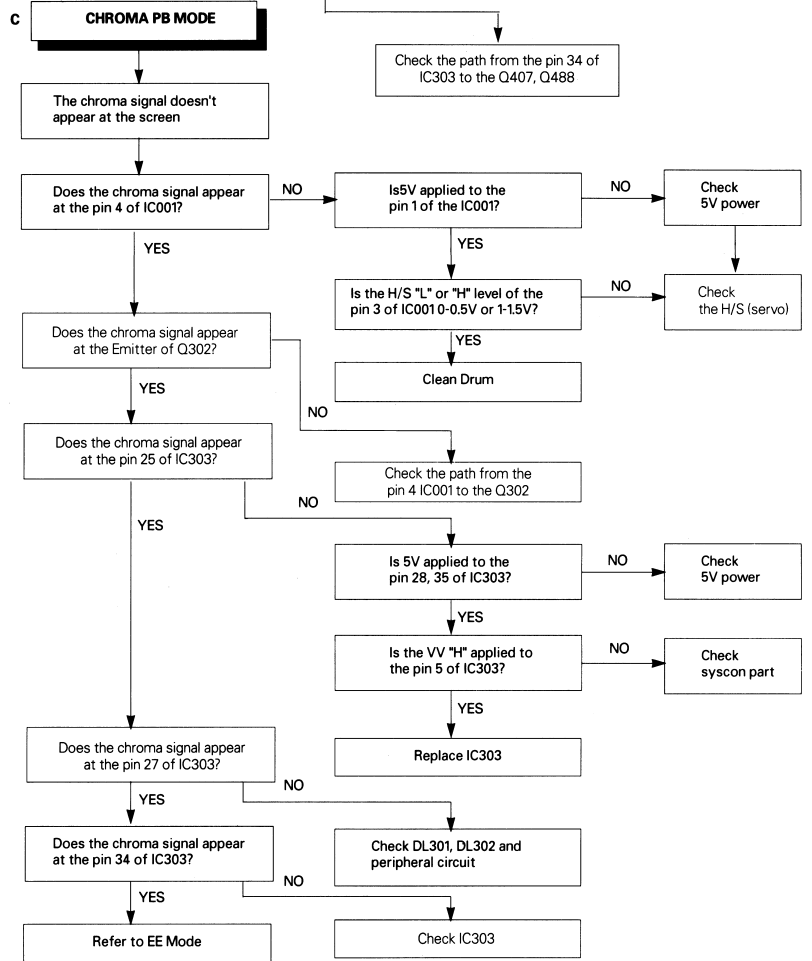 C
CHROMA PB MODE
Check the path from the pin 34 of
IC303 to the Q407, Q488
The chroma signal doesn't
appear at the screen
Does the chroma signal appear
at the pin 4 of IC001?
NO
Is5V applied to the
pin 1 of the IC001?
NO
Check
5V power
YES
YES
Is the H/S "L" or "H" level of the
pin 3 of IC001 0-0.5V or 1-1.5V?
NO
Check
the H/S (servo)
Does the chroma signal appear
at the Emitter of Q302?
YES
Clean Drum
YES
NO
Does the chroma signal appear
at the pin 25 of IC303?
Check the path from the
pin 4 IC001 to the Q302
NO
YES
Is 5V applied to the
pin 28, 35 of IC303?
NO
Check
5V power
YES
Is the VV "H" applied to
the pin 5 of IC303?
NO
Check
syscon part
YES
Does the chroma signal appear
at the pin 27 of IC303?
Replace IC303
NO
YES
Does the chroma signal appear
at the pin 34 of IC303?
Check DL301, DL302 and
peripheral circuit
YES
NO
Refer to EE Mode
Check IC303